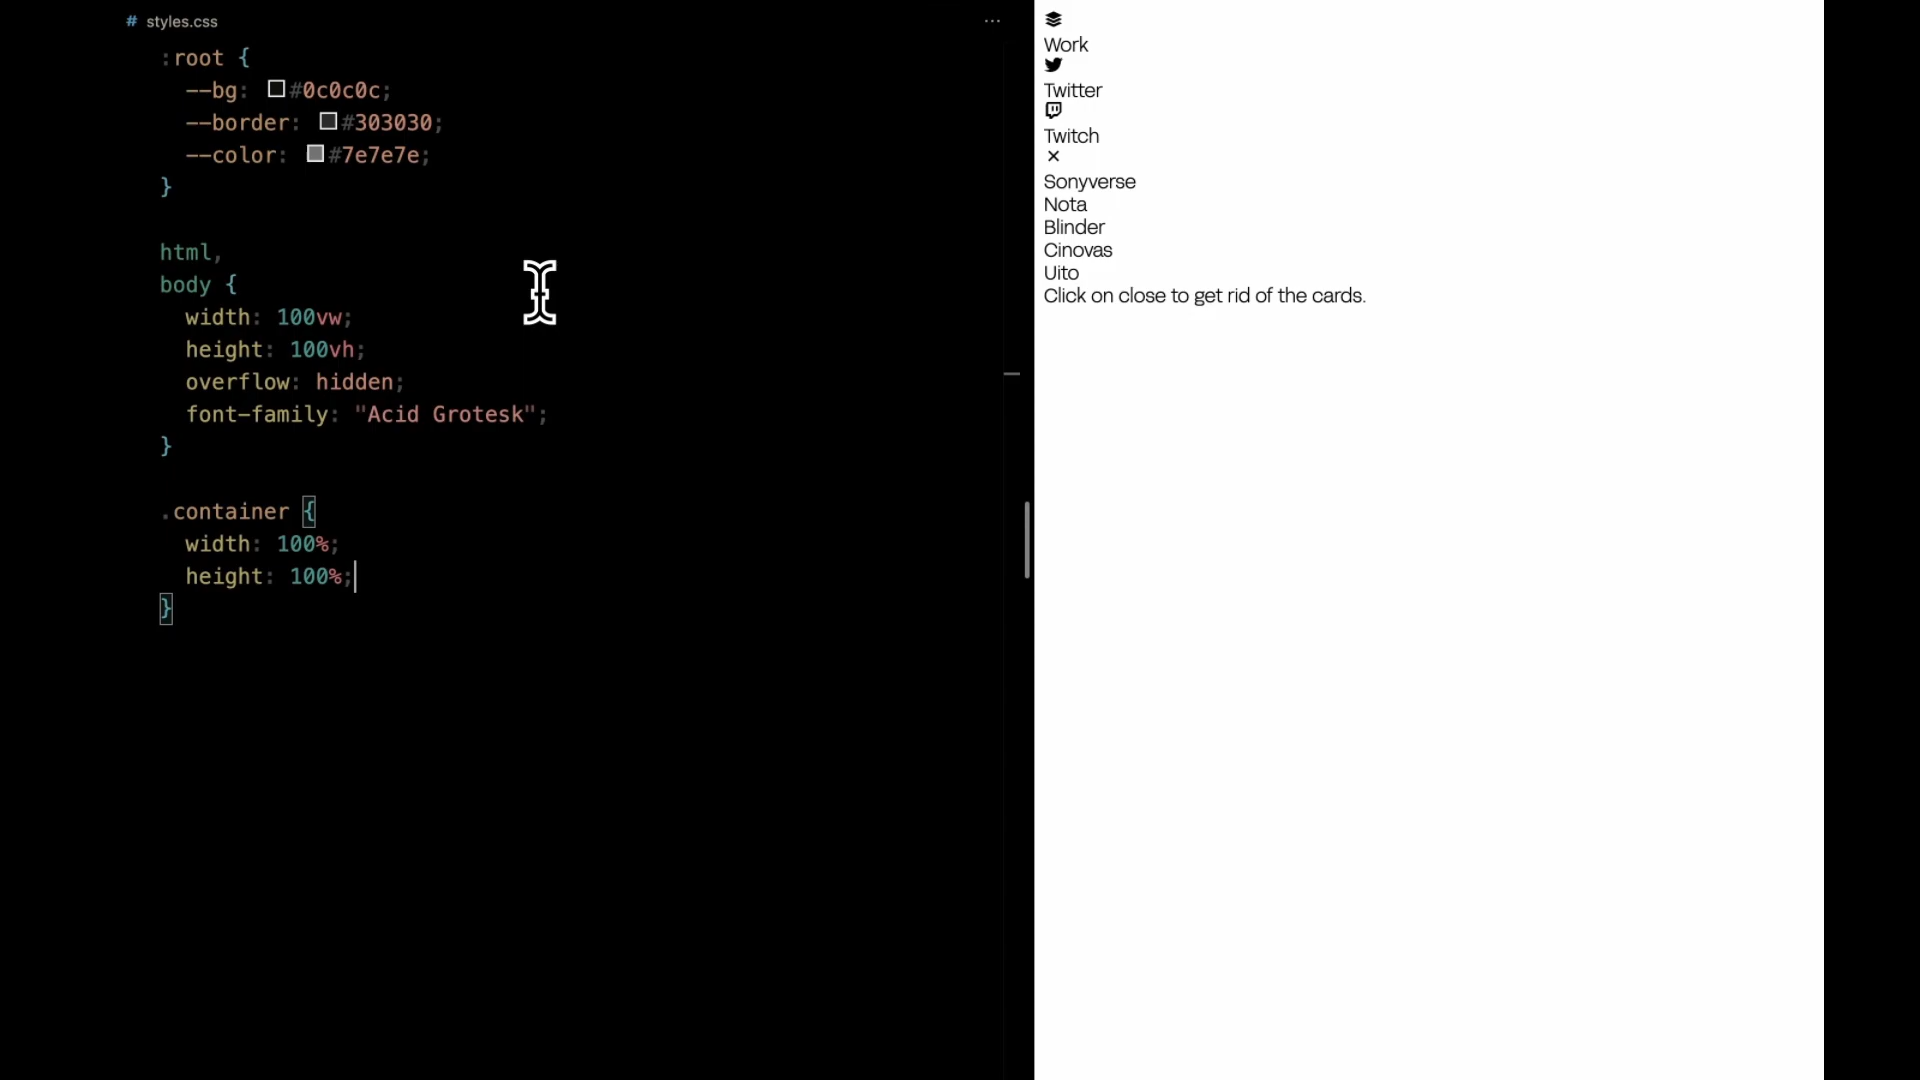 # styles.css
...
:root {
--bg: #0c0c0c;
--border: #303030;
--color: #7e7e7e;
}
html,
body {
width: 100vw;
height: 100vh;
overflow: hidden;
font-family: "Acid Grotesk";
}
.container {
width: 100%;
height: 100%;
}
Work
Twitter
Twitch
Sonyverse
Nota
Blinder
Cinovas
Uito
Click on close to get rid of the cards.